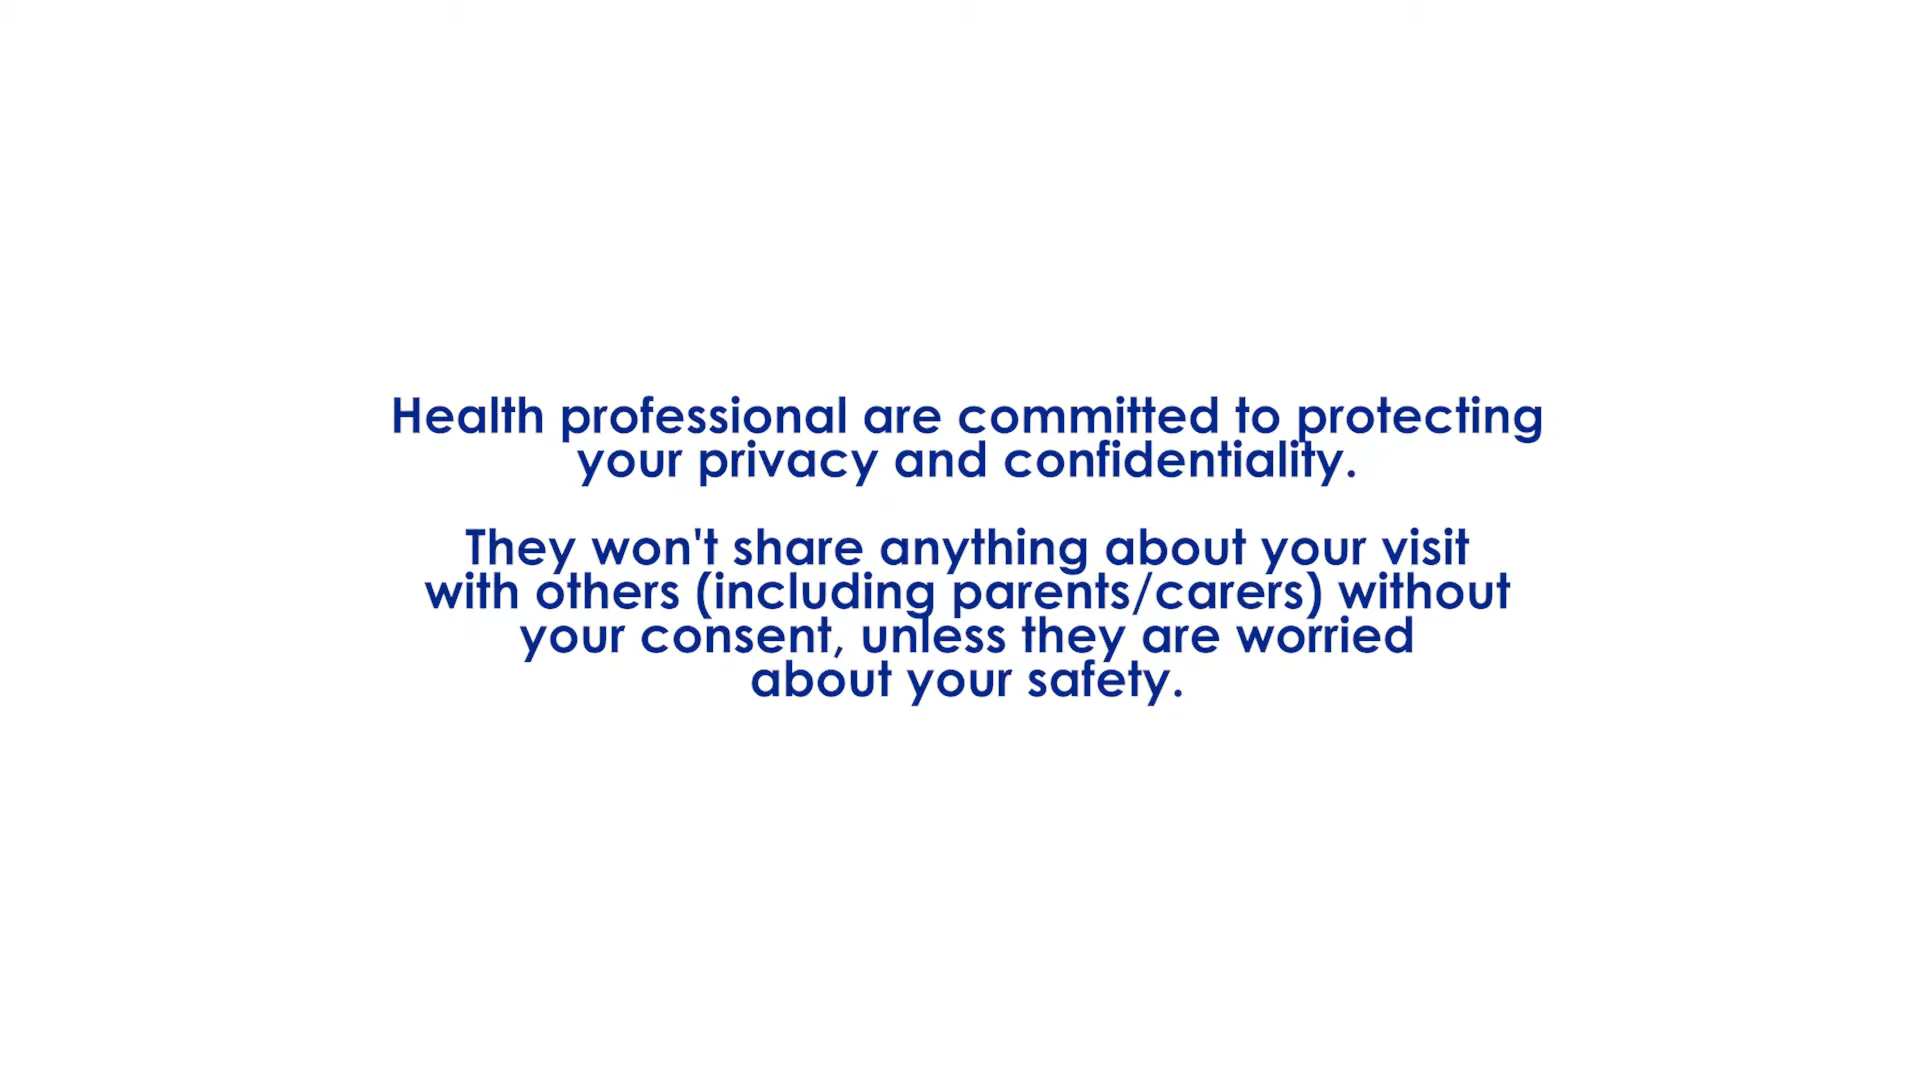 Health professional are committed to protecting
your privacy and confidentiality.
They won't share anything about your visit
with others (including parents/carers) without
your consent, unless they are worried
about your safety.